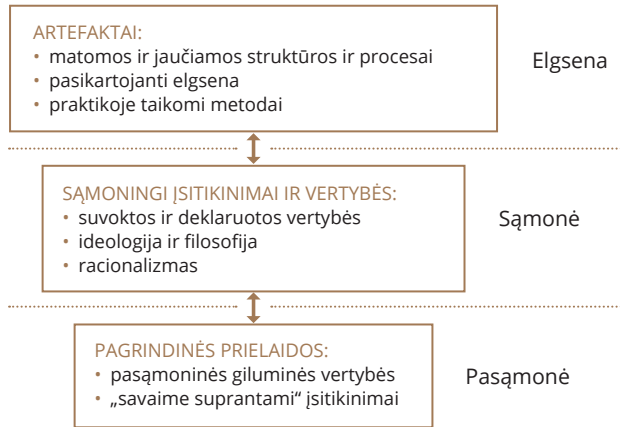 ARTEFAKTAI:
• matomos ir jaučiamos struktūros ir procesai
• pasikartojanti elgsena
• praktikoje taikomi metodai
Elgsena
SĄMONINGI ĮSITIKINIMAI IR VERTYBĖS:
• suvoktos ir deklaruotos vertybės
• ideologija ir filosofija
• racionalizmas
Sąmonė
PAGRINDINĖS PRIELAIDOS:
• pasąmoninės giluminės vertybės
• „savaime suprantami“ įsitikinimai
Pasąmonė